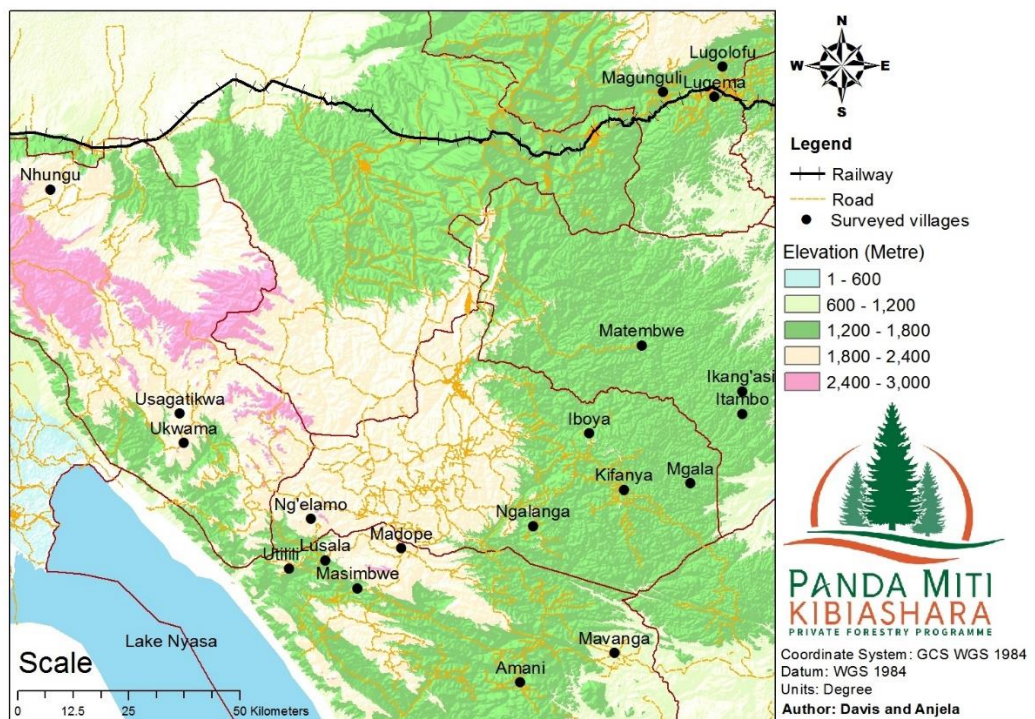 Lugolofu
Magunguli
Lugema
Nhungu
Matembwe
Ikang'asi
Itambo
Usagatikwa
Ukwama
Iboya
Kifanya
Mgala
Ng'elamo
Ngalanga
Madope
Utilili
Lusala
Masimbwe
Mavanga
Lake Nyasa
Amani
Scale
0 12.5 25 50 Kilometers
N
W E
S
Legend
Railway
Road
Surveyed villages
Elevation (Metre)
1 - 600
600 - 1,200
1,200 - 1,800
1,800 - 2,400
2,400 - 3,000
PANDA MITI
KIBIASHARA
PRIVATE FORESTRY PROGRAMME
Coordinate System: GCS WGS 1984
Datum: WGS 1984
Units: Degree
Author: Davis and Anjela